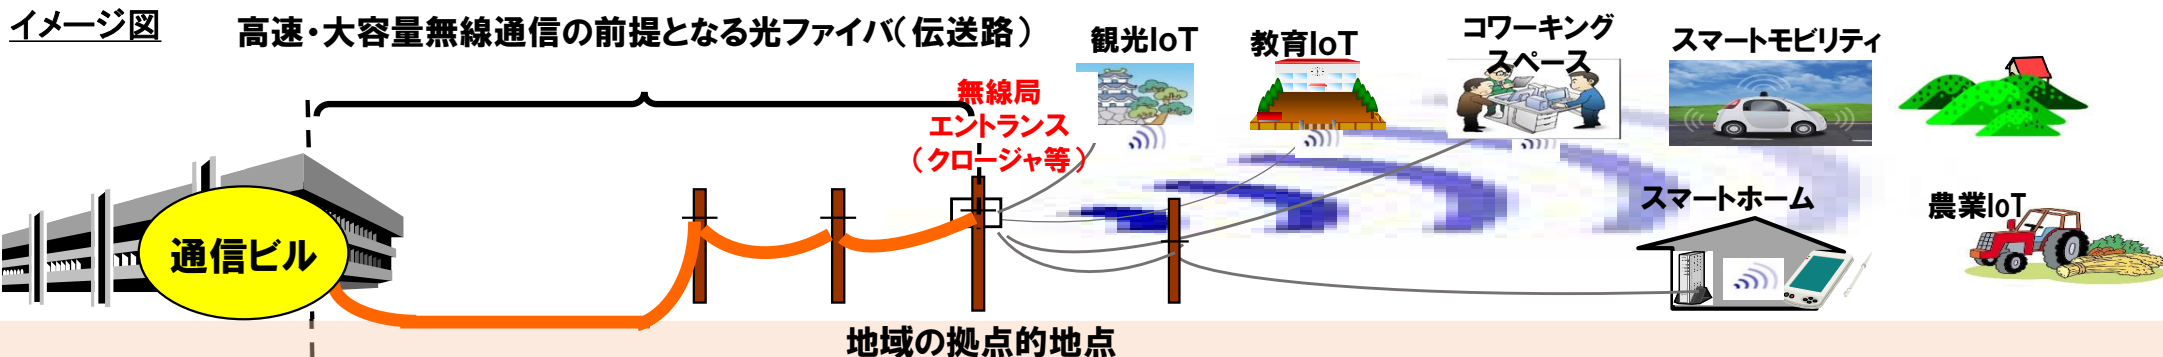 イメージ図
高速・大容量無線通信の前提となる光ファイバ(伝送路)
無線局
エントランス
(クロージャ等)
観光IoT
教育IoT
コワーキング
スペース
スマートモビリティ
通信ビル
スマートホーム
農業IoT
地域の拠点的地点